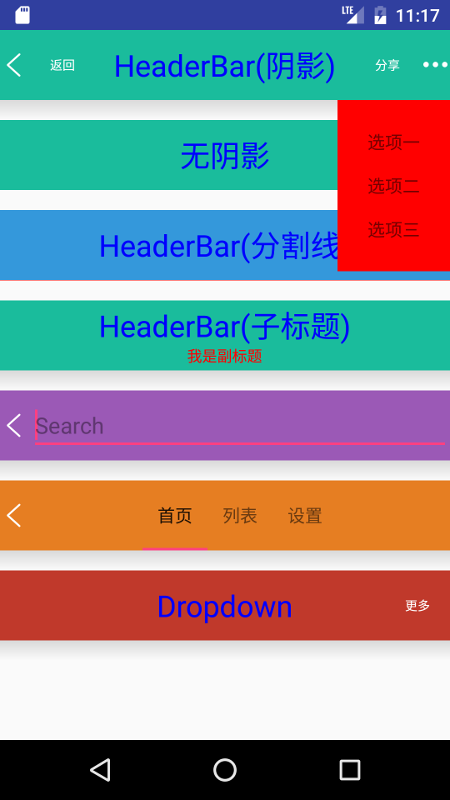 LTE 11:17
返回 HeaderBar(阴影) 分享
选项一
无阴影
选项二
选项三
HeaderBar(分割线
HeaderBar(子标题)
我是副标题
Search
首页 列表 设置
Dropdown 更多